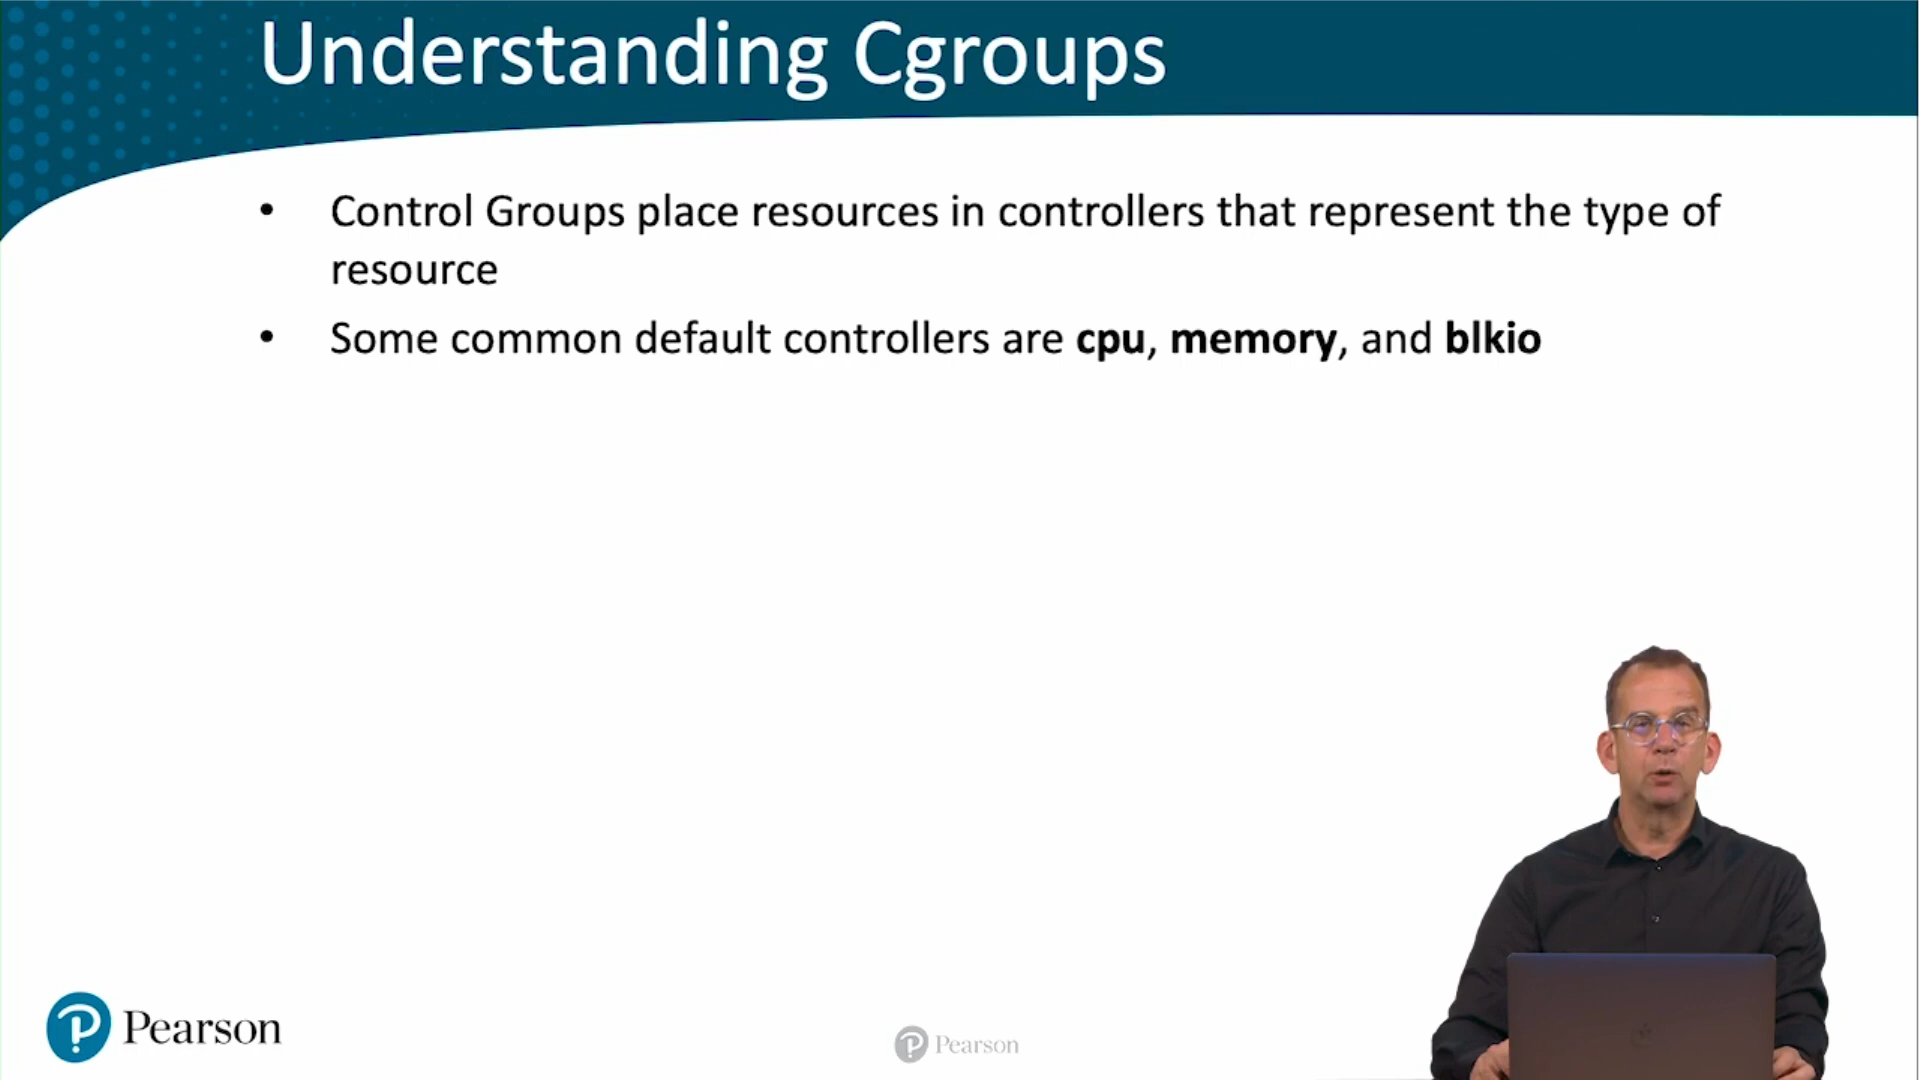 Understanding Cgroups
• Control Groups place resources in controllers that represent the type of
resource
• Some common default controllers are cpu, memory, and blkio
Pearson
Pearson